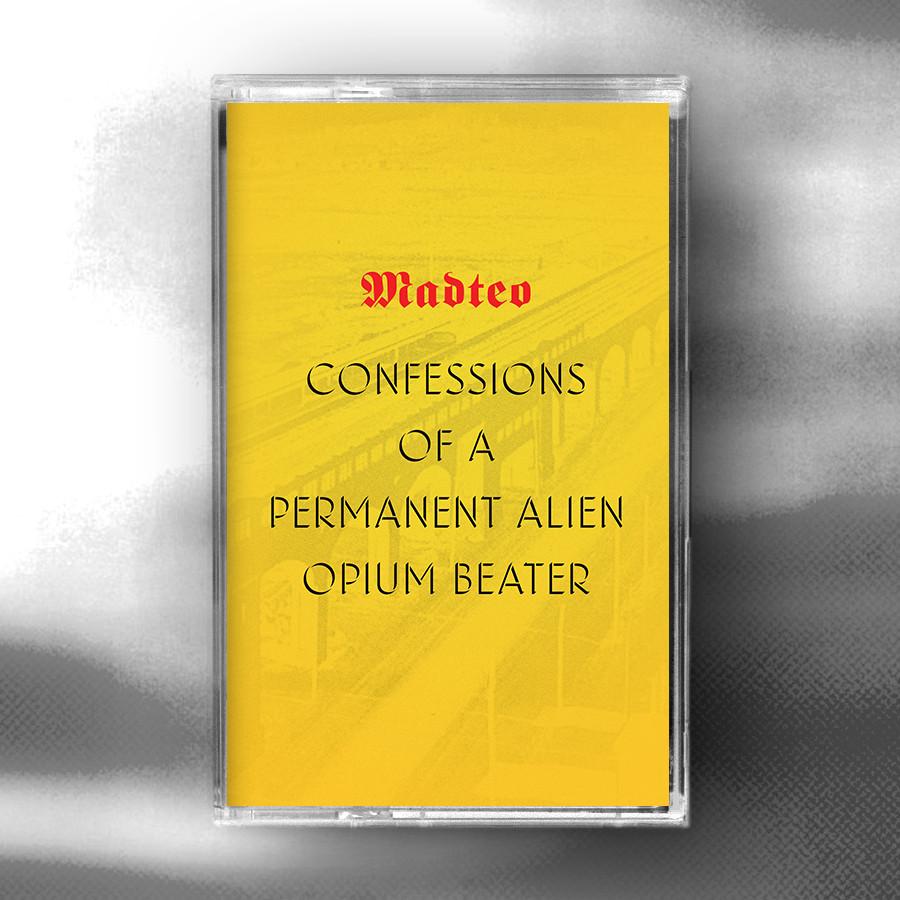 Madteo
CONFESSIONS
OF A
PERMANENT ALIEN
OPIUM BEATER